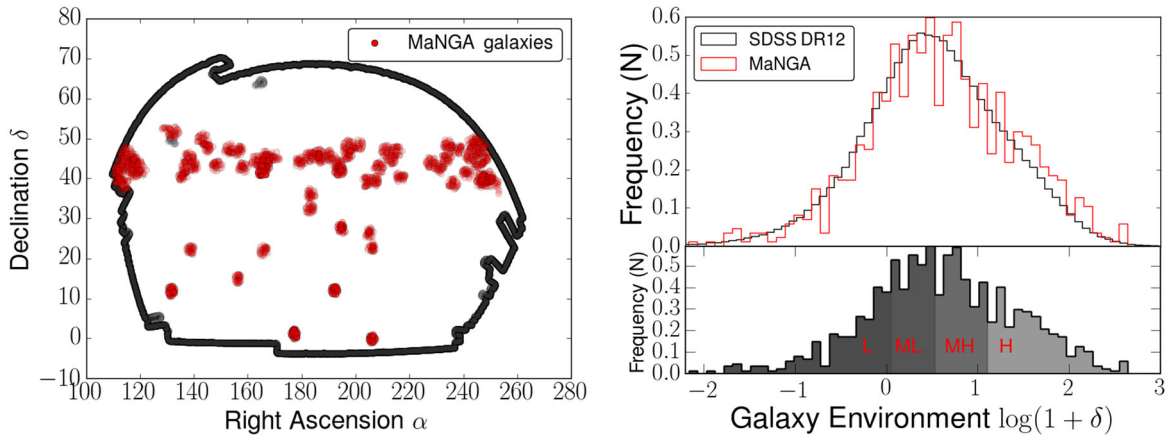 80
70
60
50
40
30
20
10
0
−10
100 120 140 160 180 200 220 240 260 280
Declination δ
Right Ascension α
MaNGA galaxies
0.6
0.5
0.4
0.3
0.2
0.1
0.0
Frequency (N)
SDSS DR12
MaNGA
0.5
0.4
0.3
0.2
0.1
0.0
Frequency (N)
L ML MH H
−2 −1 0 1 2 3
Galaxy Environment log(1 + δ)